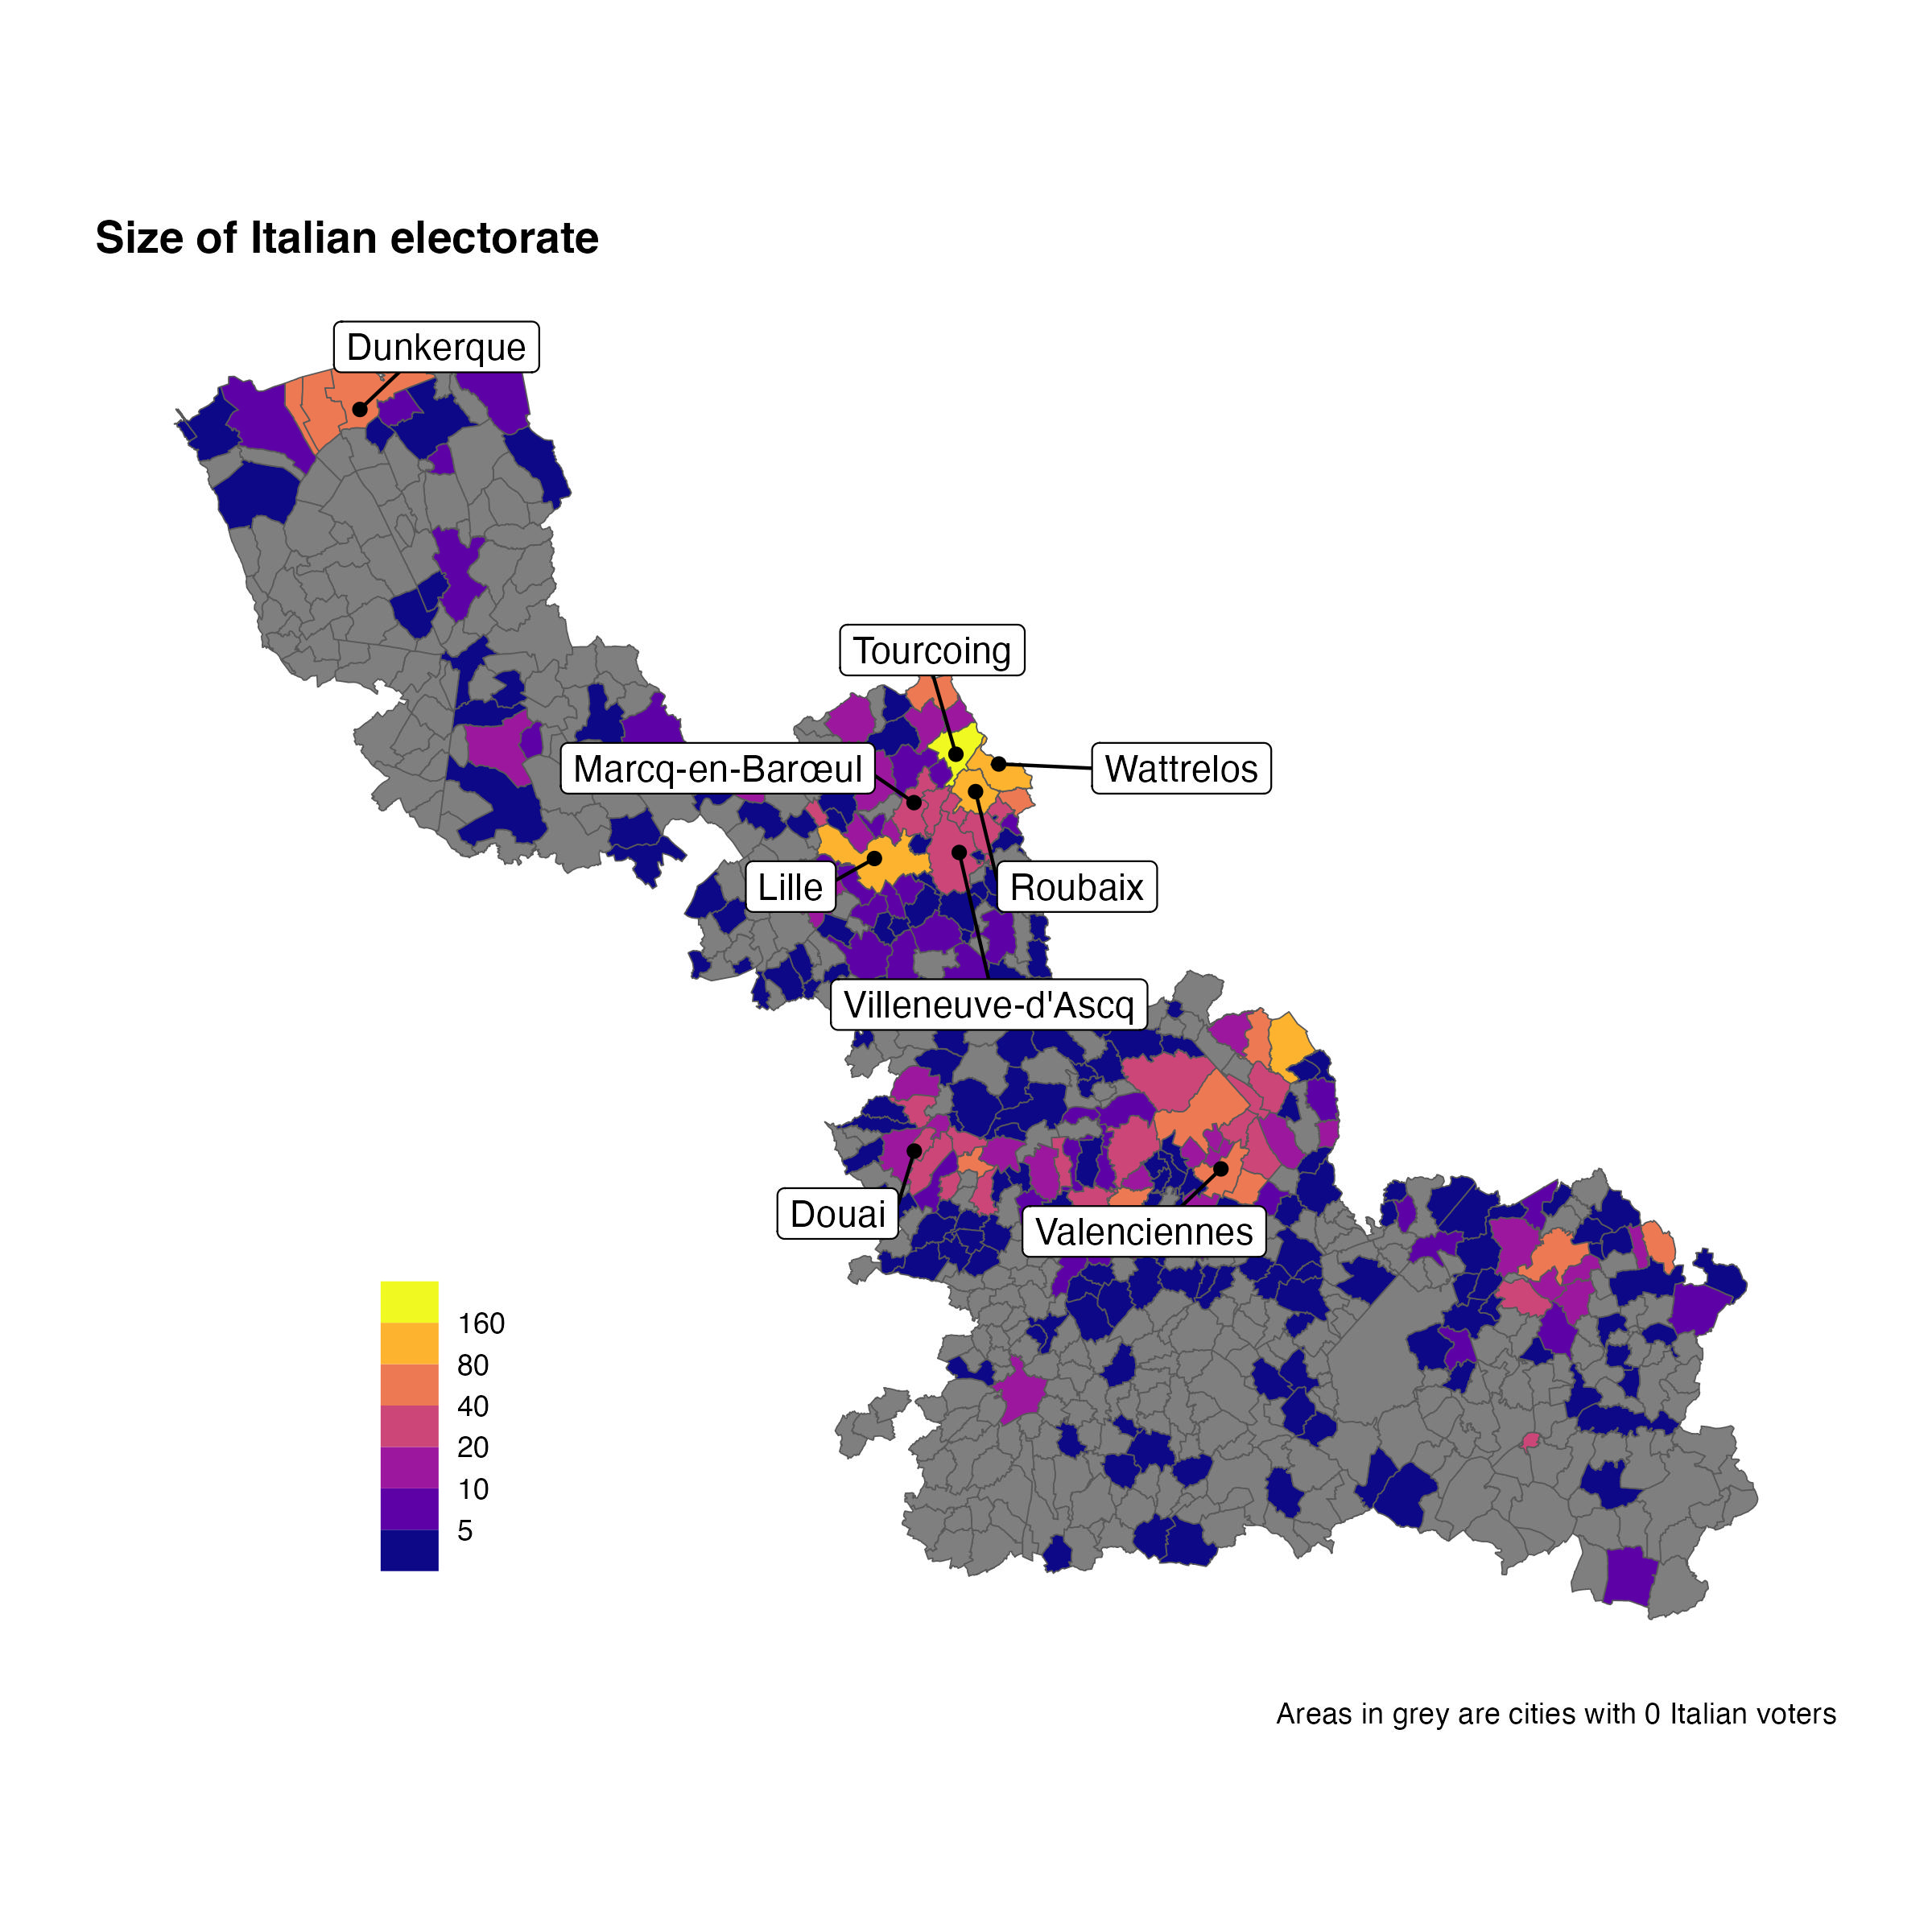 Size of Italian electorate
Dunkerque
Tourcoing
Marcq-en-Barœul
Wattrelos
Lille
Roubaix
Villeneuve-d'Ascq
Douai
Valenciennes
160
80
40
20
10
5
Areas in grey are cities with 0 Italian voters